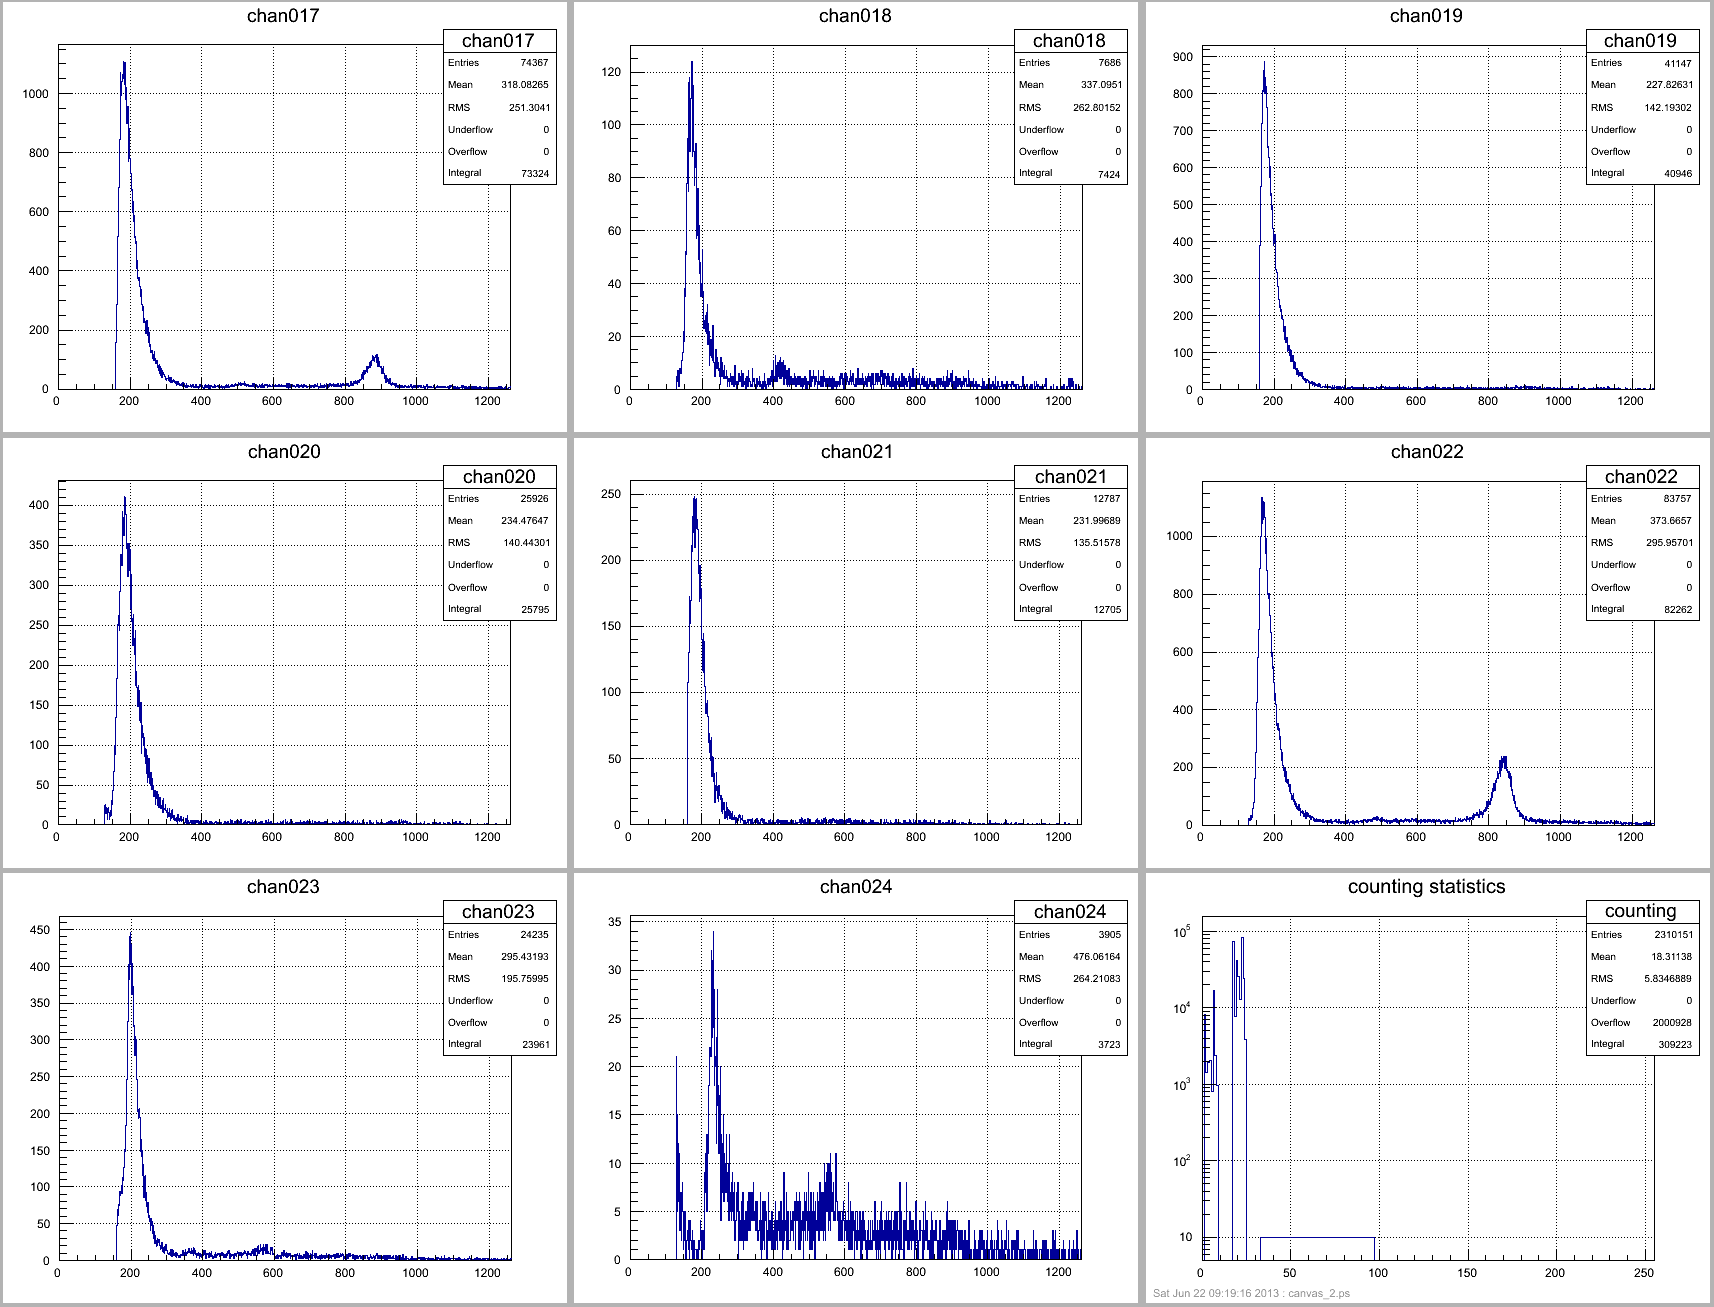 chan017
chan017
Entries 74367
Mean 318.08265
RMS 251.3041
Underflow 0
Overflow 0
Integral 73324
1000
800
600
400
200
0
0 200 400 600 800 1000 1200
chan018
chan018
Entries 7686
Mean 337.0951
RMS 262.80152
Underflow 0
Overflow 0
Integral 7424
120
100
80
60
40
20
0
0 200 400 600 800 1000 1200
chan019
chan019
Entries 41147
Mean 227.82631
RMS 142.19302
Underflow 0
Overflow 0
Integral 40946
900
800
700
600
500
400
300
200
100
0
0 200 400 600 800 1000 1200
chan020
chan020
Entries 25926
Mean 234.47647
RMS 140.44301
Underflow 0
Overflow 0
Integral 25795
400
350
300
250
200
150
100
50
0
0 200 400 600 800 1000 1200
chan021
chan021
Entries 12787
Mean 231.99689
RMS 135.51578
Underflow 0
Overflow 0
Integral 12705
250
200
150
100
50
0
0 200 400 600 800 1000 1200
chan022
chan022
Entries 83757
Mean 373.6657
RMS 295.95701
Underflow 0
Overflow 0
Integral 82262
1000
800
600
400
200
0
0 200 400 600 800 1000 1200
chan023
chan023
Entries 24235
Mean 295.43193
RMS 195.75995
Underflow 0
Overflow 0
Integral 23961
450
400
350
300
250
200
150
100
50
0
0 200 400 600 800 1000 1200
chan024
chan024
Entries 3905
Mean 476.06164
RMS 264.21083
Underflow 0
Overflow 0
Integral 3723
35
30
25
20
15
10
5
0
0 200 400 600 800 1000 1200
counting statistics
counting
Entries 2310151
Mean 18.31138
RMS 5.8346889
Underflow 0
Overflow 2000928
Integral 309223
10⁵
10⁴
10³
10²
10
0 50 100 150 200 250
Sat Jun 22 09:19:16 2013 : canvas_2.ps